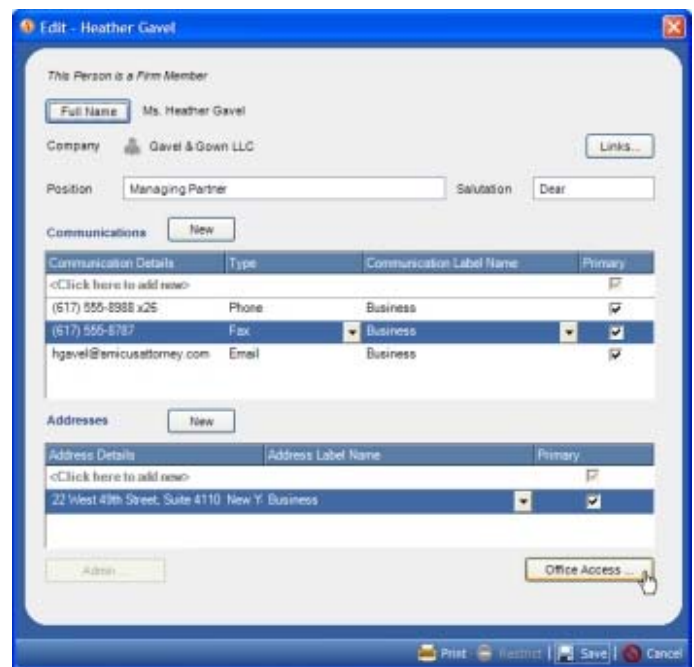 Edit - Heather Gavel
This Person is a Firm Member
Full Name Ms. Heather Gavel
Company Gavel & Gown LLC Links...
Position Managing Partner Salutation Dear
Communications New
Communication Details Type Communication Label Name Primary
<Click here to add new>
(617) 555-8988 x26 Phone Business
(617) 555-8787 Fax Business
hgavel@amicusattorney.com Email Business
Addresses New
Address Details Address Label Name Primary
<Click here to add new>
22 West 49th Street, Suite 4110 New Y Business
Admin ... Office Access ...
Print Restrict Save Cancel